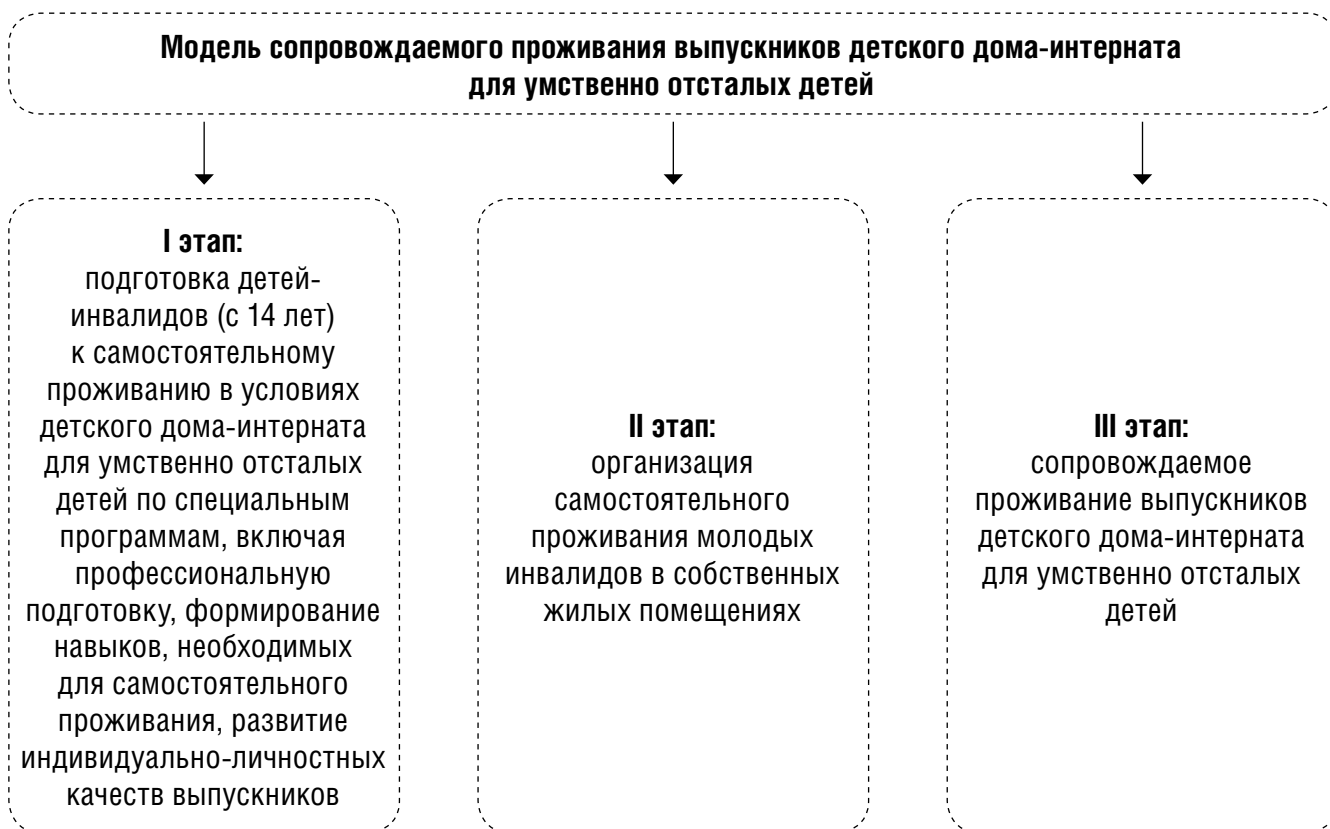 Модель сопровождаемого проживания выпускников детского дома-интерната
для умственно отсталых детей
I этап:
подготовка детей-
инвалидов (с 14 лет)
к самостоятельному
проживанию в условиях
детского дома-интерната
для умственно отсталых
детей по специальным
программам, включая
профессиональную
подготовку, формирование
навыков, необходимых
для самостоятельного
проживания, развитие
индивидуально-личностных
качеств выпускников
II этап:
организация
самостоятельного
проживания молодых
инвалидов в собственных
жилых помещениях
III этап:
сопровождаемое
проживание выпускников
детского дома-интерната
для умственно отсталых
детей